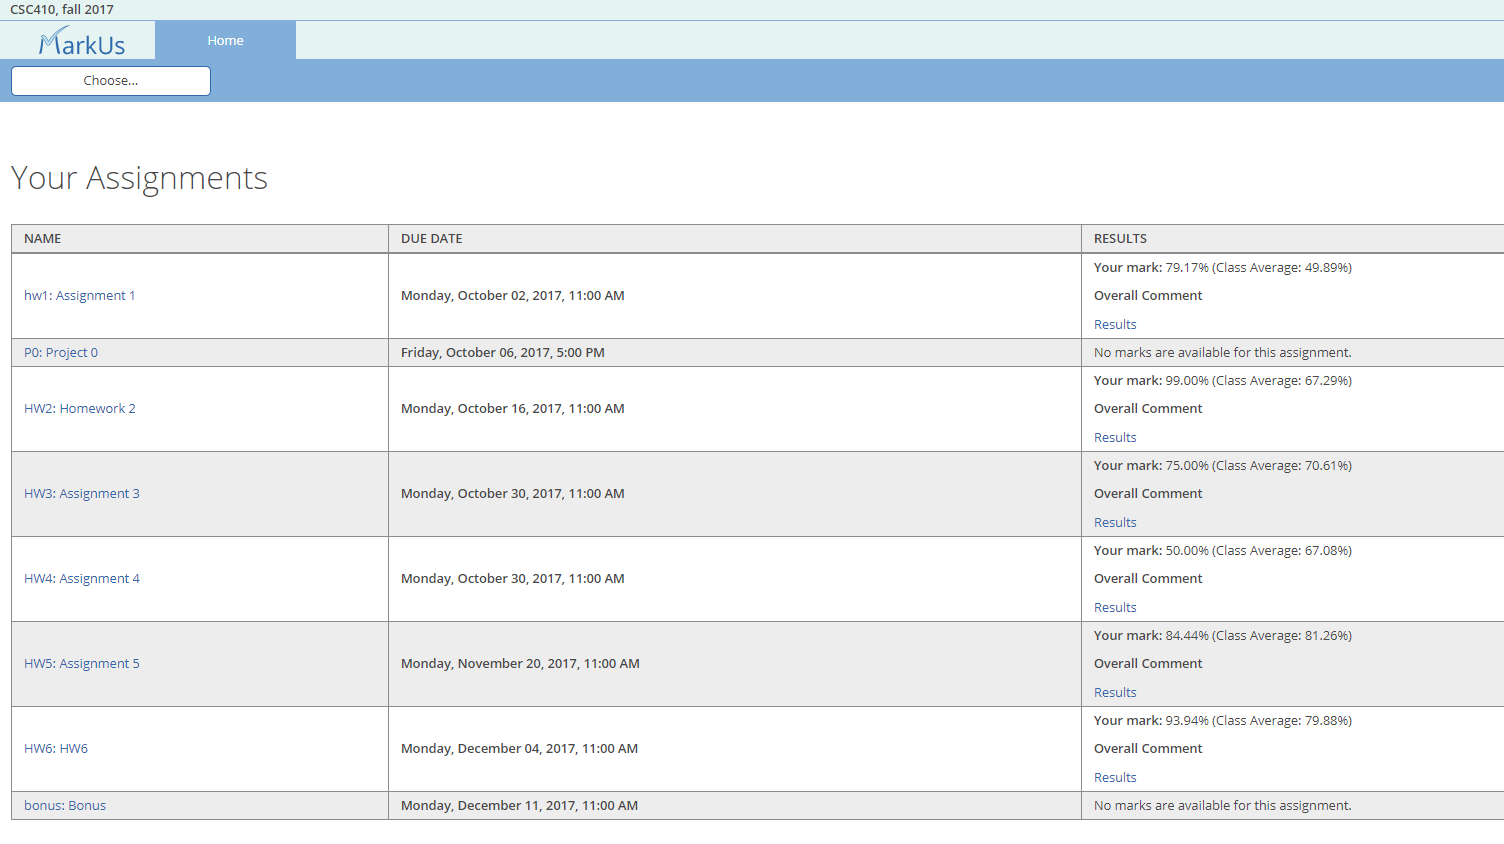 CSC410, fall 2017
MarkUs Home
Choose...
Your Assignments
NAME DUE DATE RESULTS
hw1: Assignment 1 Monday, October 02, 2017, 11:00 AM Your mark: 79.17% (Class Average: 49.89%)
Overall Comment
Results
P0: Project 0 Friday, October 06, 2017, 5:00 PM No marks are available for this assignment.
HW2: Homework 2 Monday, October 16, 2017, 11:00 AM Your mark: 99.00% (Class Average: 67.29%)
Overall Comment
Results
HW3: Assignment 3 Monday, October 30, 2017, 11:00 AM Your mark: 75.00% (Class Average: 70.61%)
Overall Comment
Results
HW4: Assignment 4 Monday, October 30, 2017, 11:00 AM Your mark: 50.00% (Class Average: 67.08%)
Overall Comment
Results
HW5: Assignment 5 Monday, November 20, 2017, 11:00 AM Your mark: 84.44% (Class Average: 81.26%)
Overall Comment
Results
HW6: HW6 Monday, December 04, 2017, 11:00 AM Your mark: 93.94% (Class Average: 79.88%)
Overall Comment
Results
bonus: Bonus Monday, December 11, 2017, 11:00 AM No marks are available for this assignment.